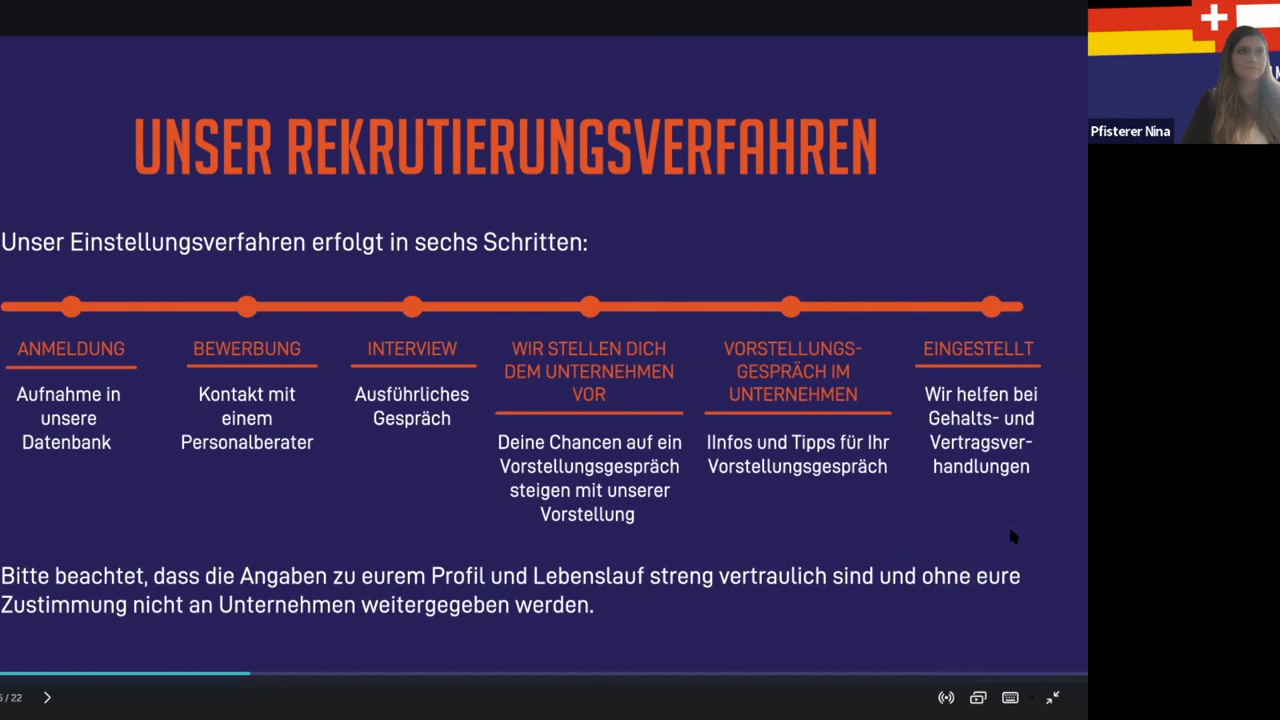 UNSER REKRUTIERUNGSVERFAHREN
Unser Einstellungsverfahren erfolgt in sechs Schritten:
ANMELDUNG
Aufnahme in
unsere
Datenbank
BEWERBUNG
Kontakt mit
einem
Personalberater
INTERVIEW
Ausführliches
Gespräch
WIR STELLEN DICH
DEM UNTERNEHMEN
VOR
Deine Chancen auf ein
Vorstellungsgespräch
steigen mit unserer
Vorstellung
VORSTELLUNGS-
GESPRÄCH IM
UNTERNEHMEN
IInfos und Tipps für Ihr
Vorstellungsgespräch
EINGESTELLT
Wir helfen bei
Gehalts- und
Vertragsver-
handlungen
Bitte beachtet, dass die Angaben zu eurem Profil und Lebenslauf streng vertraulich sind und ohne eure
Zustimmung nicht an Unternehmen weitergegeben werden.
/ 22
Pfisterer Nina